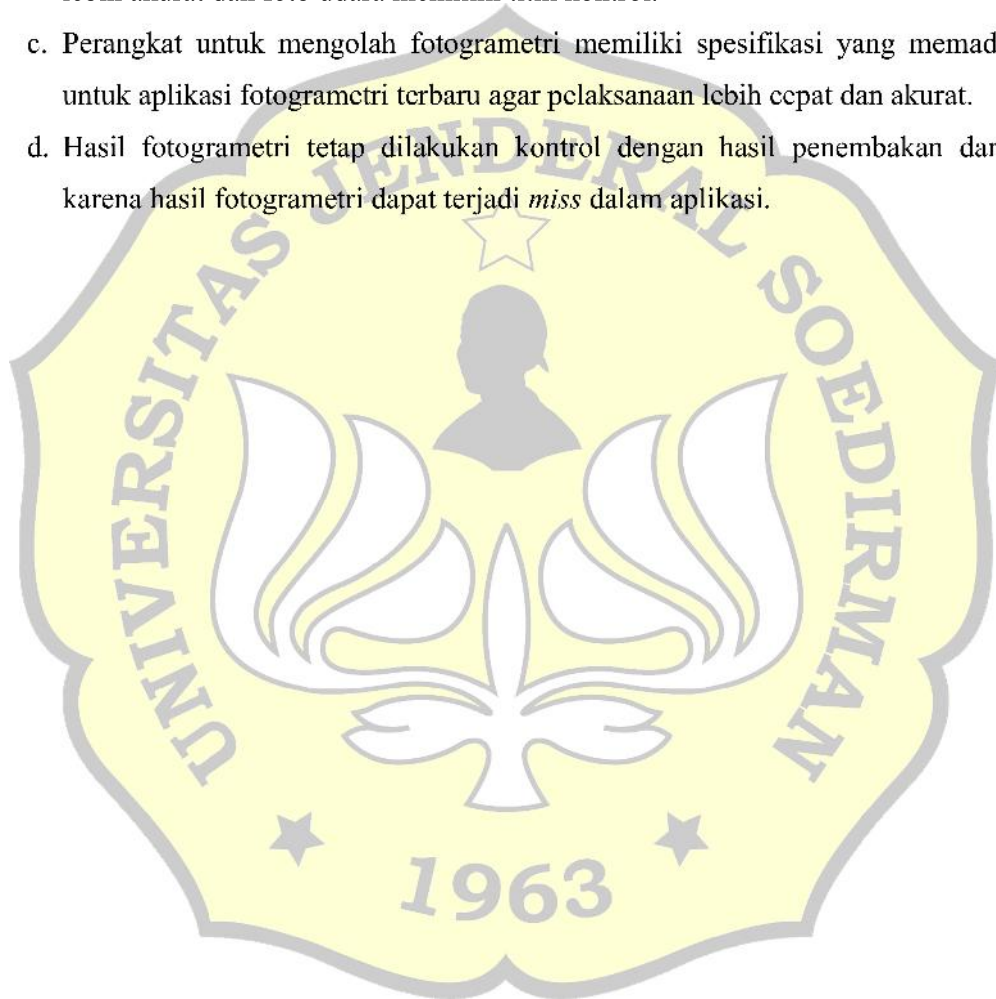 c. Perangkat untuk mengolah fotogrametri memiliki spesifikasi yang memad
untuk aplikasi fotogrametri terbaru agar pelaksanaan lebih cepat dan akurat.
d. Hasil fotogrametri tetap dilakukan kontrol dengan hasil penembakan dar
karena hasil fotogrametri dapat terjadi miss dalam aplikasi.
UNIVERSITAS JENDERAL SOEDIRMAN
1963